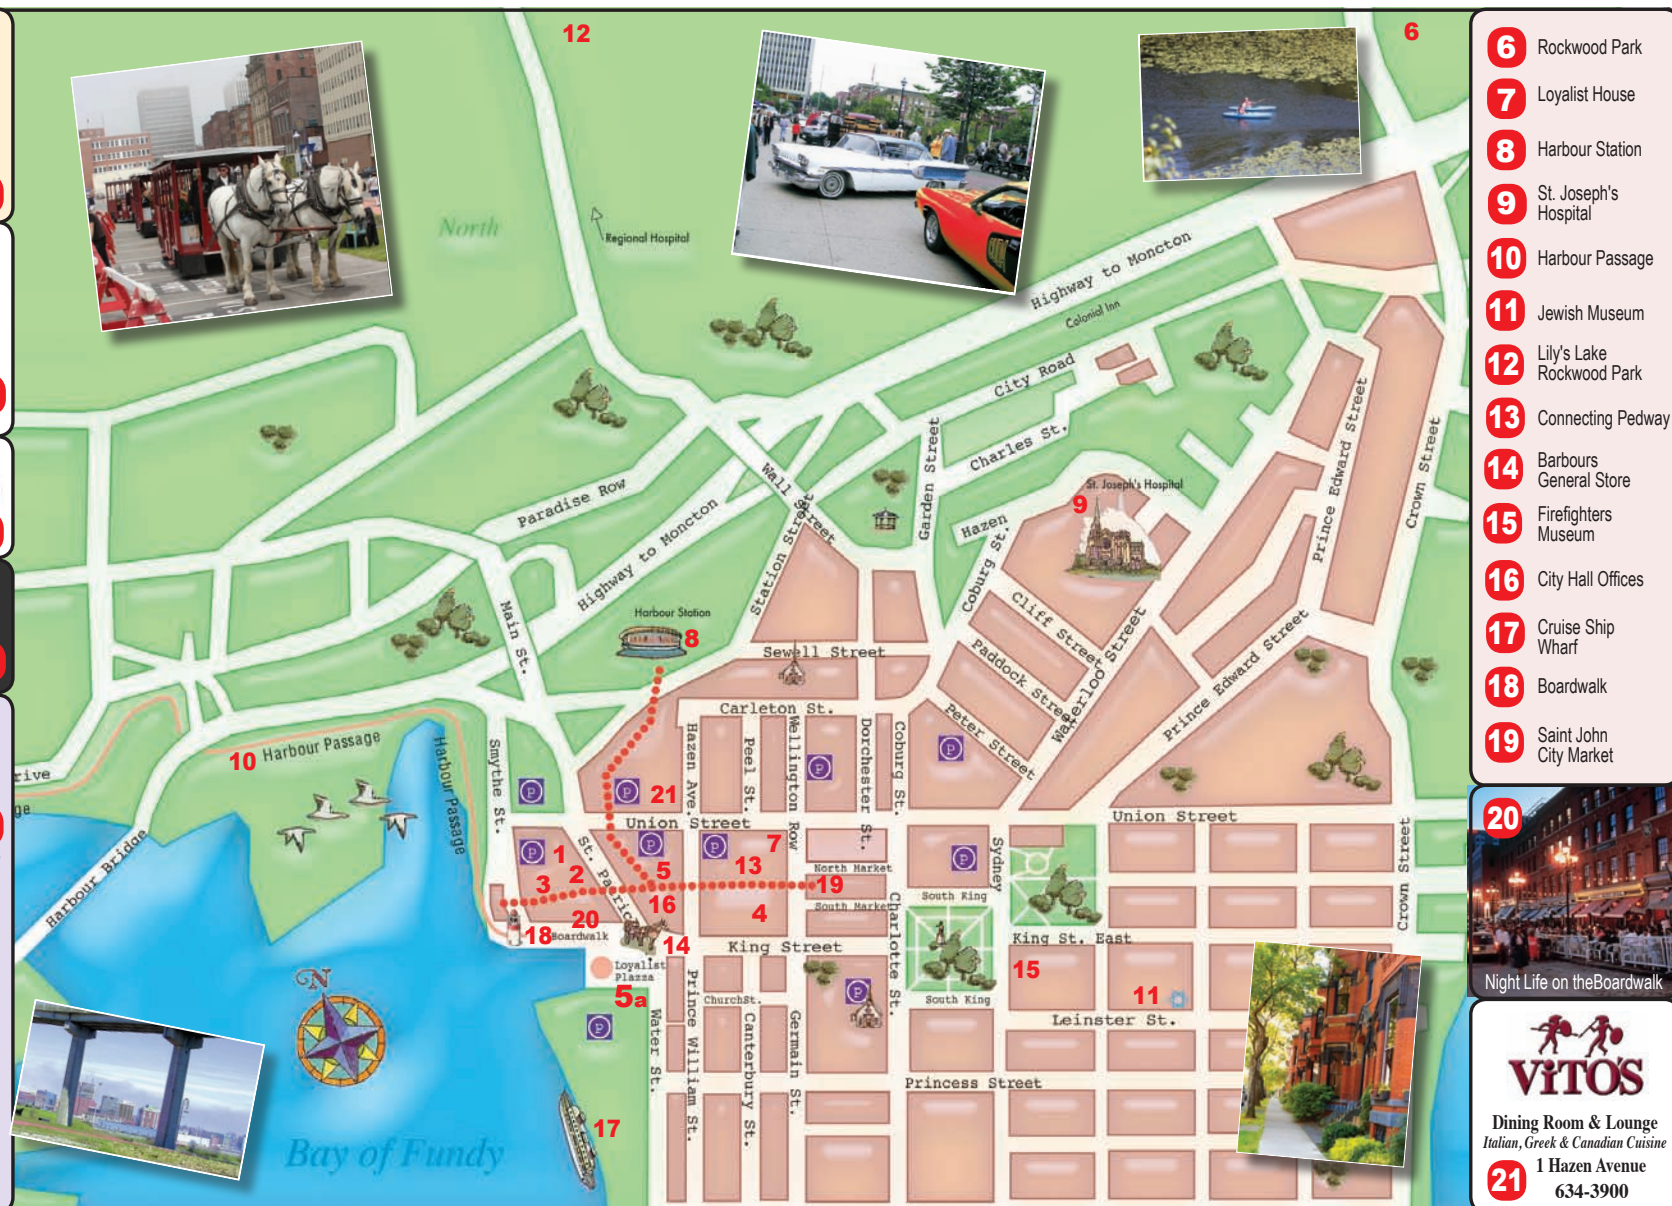 12
6
North
Regional Hospital
Highway to Moncton
Colonial Inn
City Road
Charles St.
Garden Street
Wall Street
Station Street
Paradise Row
Highway to Moncton
Main St.
Hazen
Coburg St.
St. Joseph's Hospital
9
Cliff Street
Paddock Street
Peter Street
Waterloo Street
Prince Edward Street
Prince Edward Street
Crown Street
Harbour Station
8
Sewell Street
Carleton St.
Hazen Ave.
Peel St.
Wellington Row
Dorchester St.
Coburg St.
10
Harbour Passage
Harbour Passage
Smythe St.
rive
ge
Harbour Bridge
P
P
P
P
P
P
P
P
P
P
21
Union Street
Union Street
1
2
3
5
7
13
16
4
19
20
18
Boardwalk
14
St. Patric
North Market
South Market
King Street
Charlotte St.
Sydney
South King
South King
King St. East
15
11
Leinster St.
Crown Street
Loyalist
Plazza
5a
Water St.
Prince William St.
ChurchSt.
Canterbury St.
Germain St.
Princess Street
17
N
Bay of Fundy
6 Rockwood Park
7 Loyalist House
8 Harbour Station
9 St. Joseph's
Hospital
10 Harbour Passage
11 Jewish Museum
12 Lily's Lake
Rockwood Park
13 Connecting Pedway
14 Barbours
General Store
15 Firefighters
Museum
16 City Hall Offices
17 Cruise Ship
Wharf
18 Boardwalk
19 Saint John
City Market
20
Night Life on theBoardwalk
ViTO'S
Dining Room & Lounge
Italian, Greek & Canadian Cuisine
21 1 Hazen Avenue
634-3900